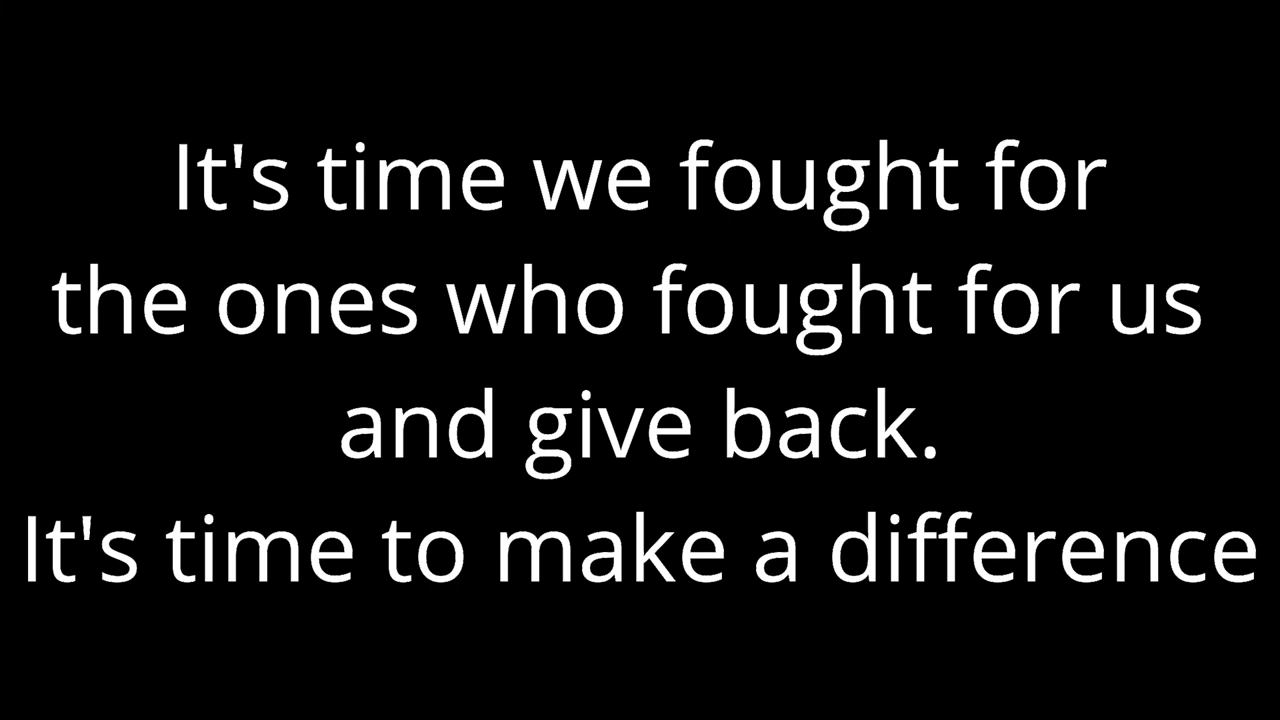 It's time we fought for
the ones who fought for us
and give back.
It's time to make a difference